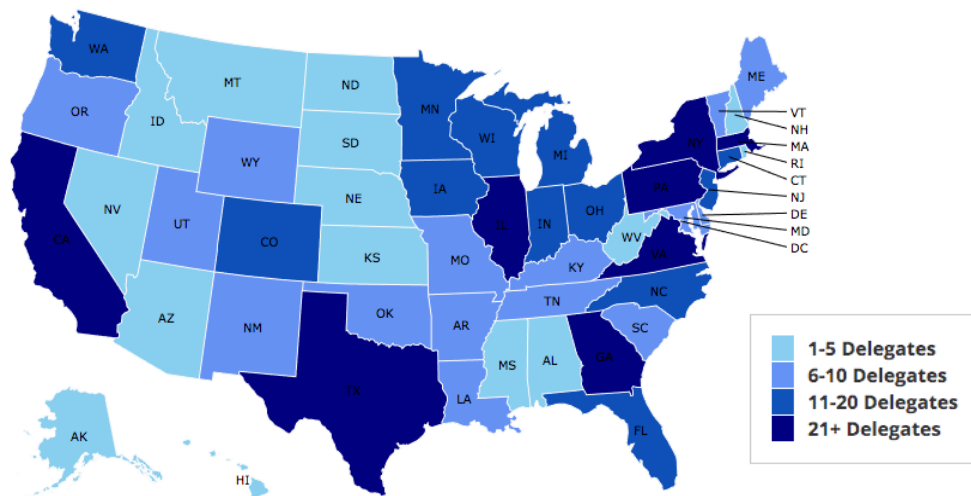 WA
MT
ND
MN
ME
OR
ID
SD
WI
MI
NY
VT
NH
MA
RI
CT
NJ
DE
MD
DC
WY
IA
PA
NE
NV
UT
CO
IL
IN
OH
WV
VA
CA
KS
MO
KY
NC
TN
AZ
NM
OK
AR
SC
MS
AL
GA
TX
LA
FL
AK
HI
1-5 Delegates
6-10 Delegates
11-20 Delegates
21+ Delegates